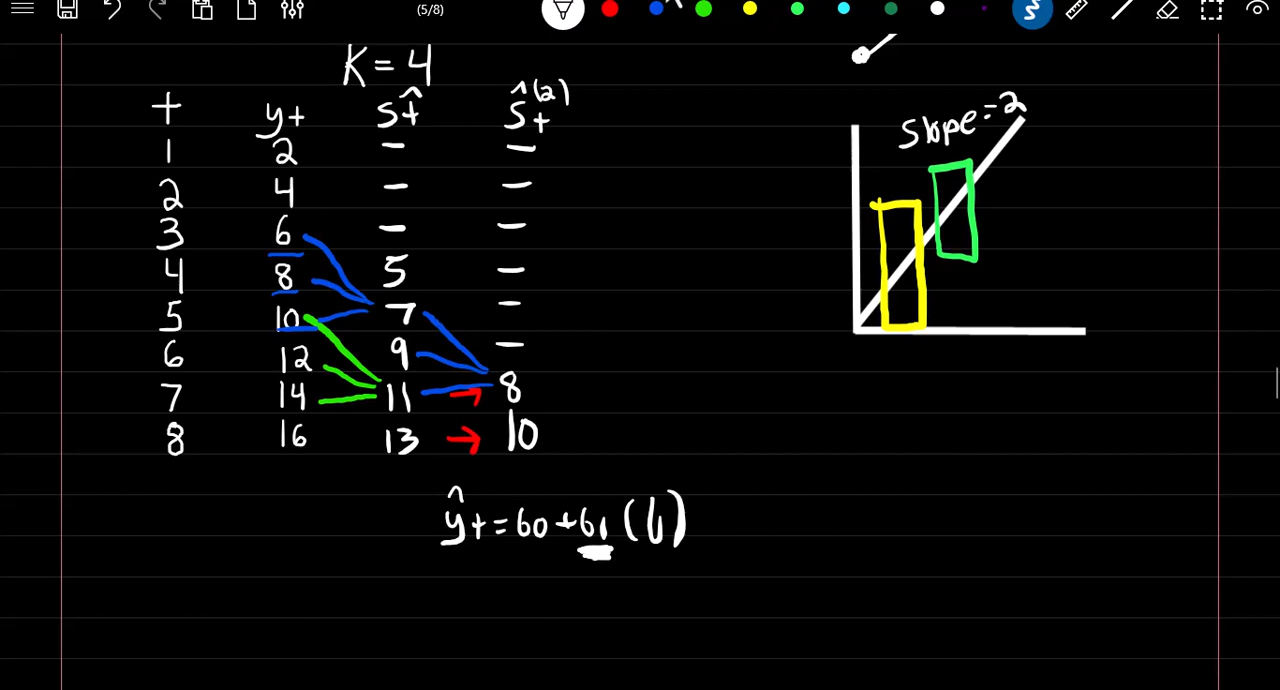 (5/8)
K = 4
t yt Ŝt Ŝt(2)
1 2 - -
2 4 - -
3 6 - -
4 8 5 -
5 10 7 -
6 12 9 -
7 14 11 → 8
8 16 13 → 10
ŷt = b0 + b1 (l)
Slope = 2